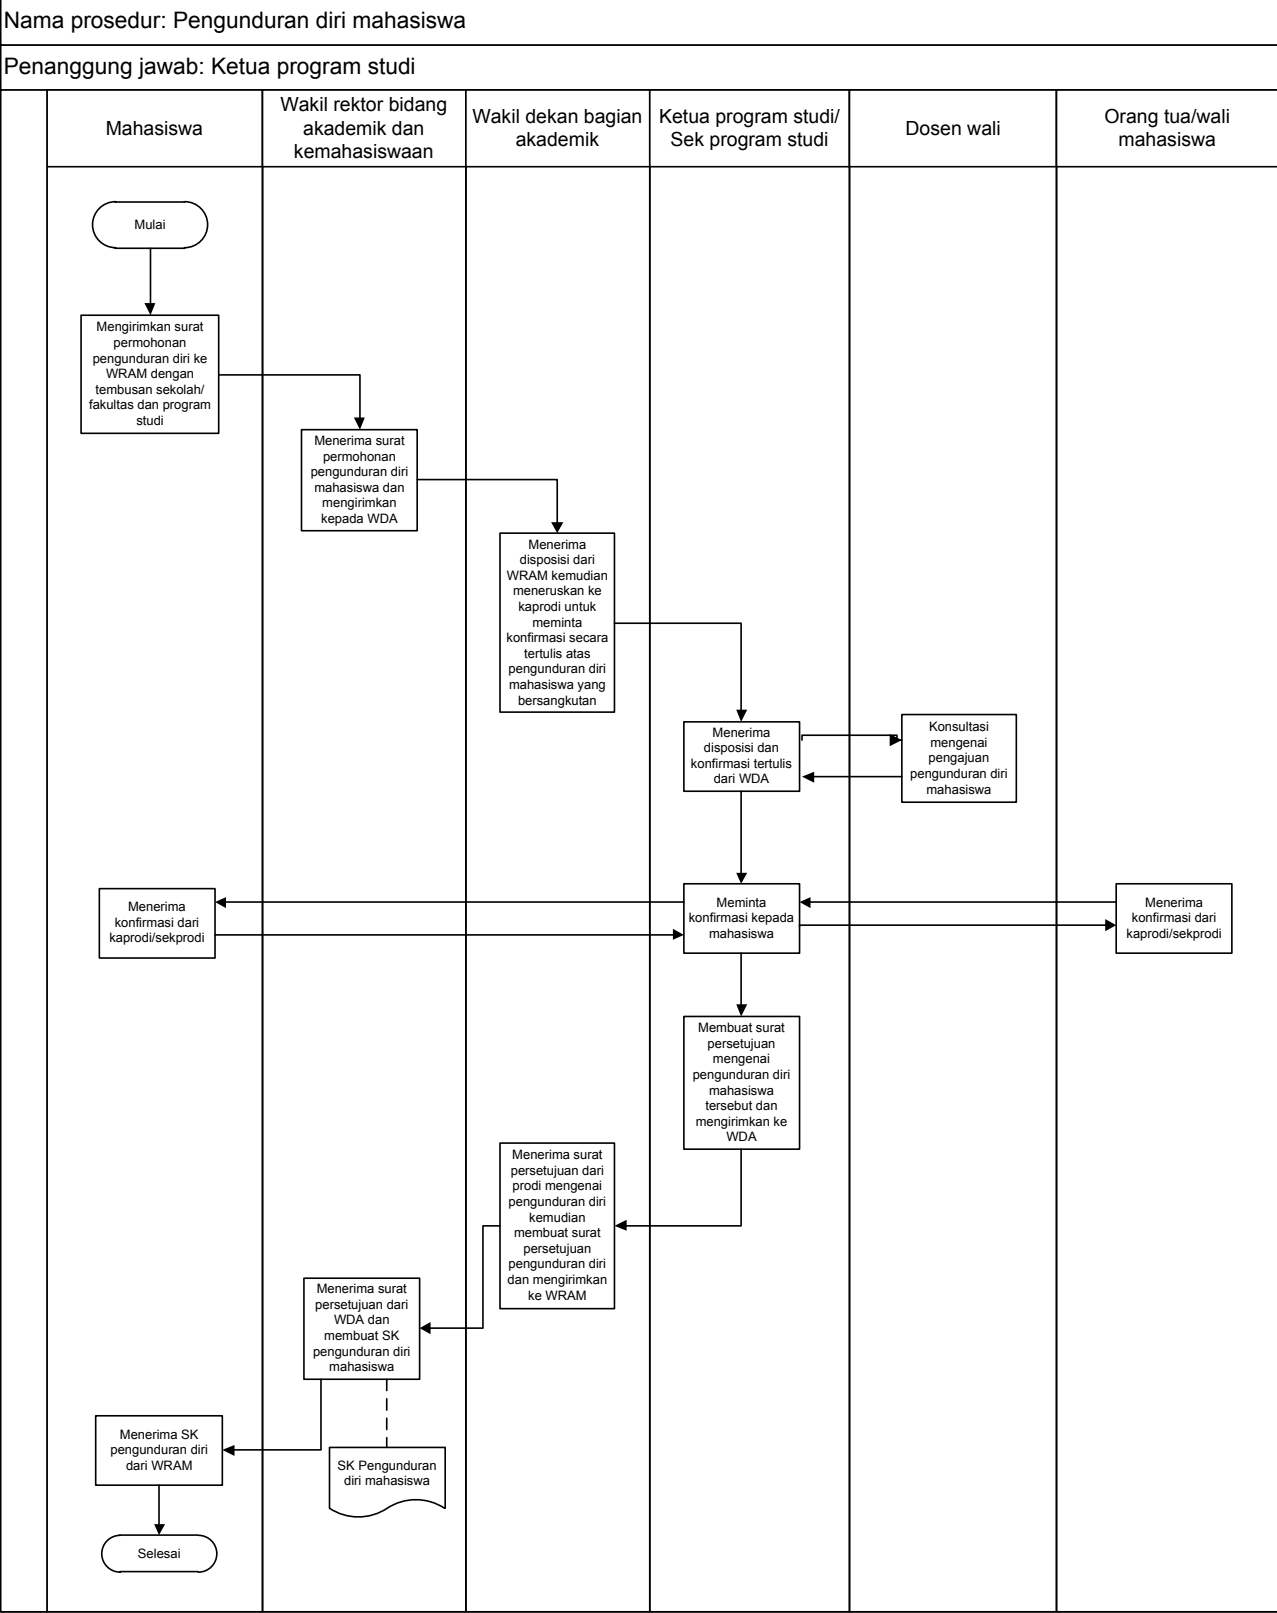 Nama prosedur: Pengunduran diri mahasiswa
Penanggung jawab: Ketua program studi
Mahasiswa
Wakil rektor bidang
akademik dan
kemahasiswaan
Wakil dekan bagian
akademik
Ketua program studi/
Sek program studi
Dosen wali
Orang tua/wali
mahasiswa
Mulai
Mengirimkan surat
permohonan
pengunduran diri ke
WRAM dengan
tembusan sekolah/
fakultas dan program
studi
Menerima surat
permohonan
pengunduran diri
mahasiswa dan
mengirimkan
kepada WDA
Menerima
disposisi dari
WRAM kemudian
meneruskan ke
kaprodi untuk
meminta
konfirmasi secara
tertulis atas
pengunduran diri
mahasiswa yang
bersangkutan
Menerima
disposisi dan
konfirmasi tertulis
dari WDA
Konsultasi
mengenai
pengajuan
pengunduran diri
mahasiswa
Menerima
konfirmasi dari
kaprodi/sekprodi
Meminta
konfirmasi kepada
mahasiswa
Menerima
konfirmasi dari
kaprodi/sekprodi
Membuat surat
persetujuan
mengenai
pengunduran diri
mahasiswa
tersebut dan
mengirimkan ke
WDA
Menerima surat
persetujuan dari
prodi mengenai
pengunduran diri
kemudian
membuat surat
persetujuan
pengunduran diri
dan mengirimkan
ke WRAM
Menerima surat
persetujuan dari
WDA dan
membuat SK
pengunduran diri
mahasiswa
Menerima SK
pengunduran diri
dari WRAM
SK Pengunduran
diri mahasiswa
Selesai